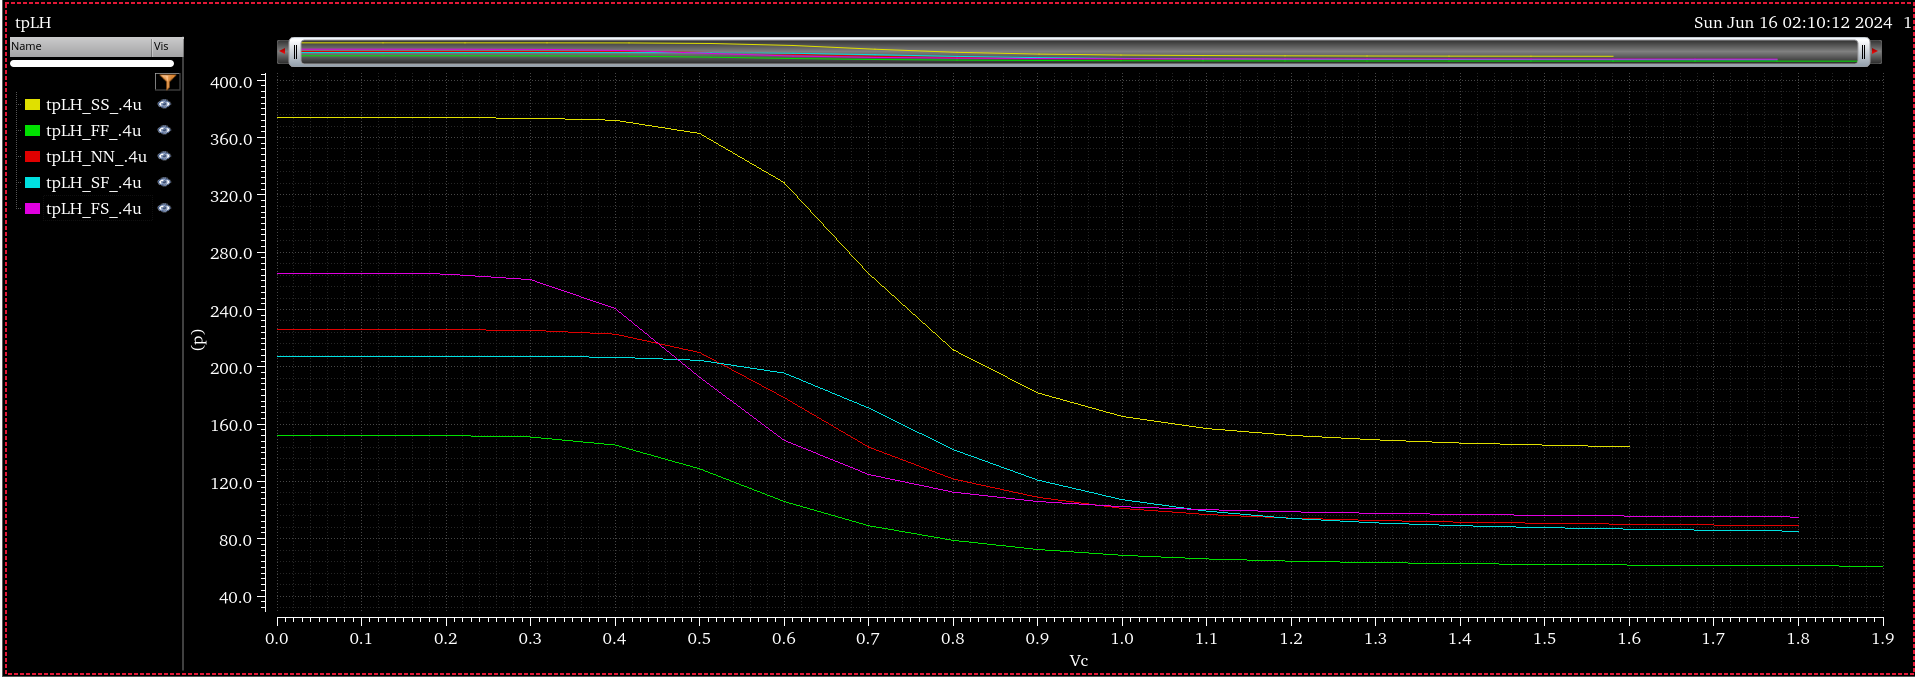 tpLH
Sun Jun 16 02:10:12 2024 1
Name Vis
tpLH_SS_.4u
tpLH_FF_.4u
tpLH_NN_.4u
tpLH_SF_.4u
tpLH_FS_.4u
400.0
360.0
320.0
280.0
240.0
200.0
160.0
120.0
80.0
40.0
(p)
0.0 0.1 0.2 0.3 0.4 0.5 0.6 0.7 0.8 0.9 1.0 1.1 1.2 1.3 1.4 1.5 1.6 1.7 1.8 1.9
Vc